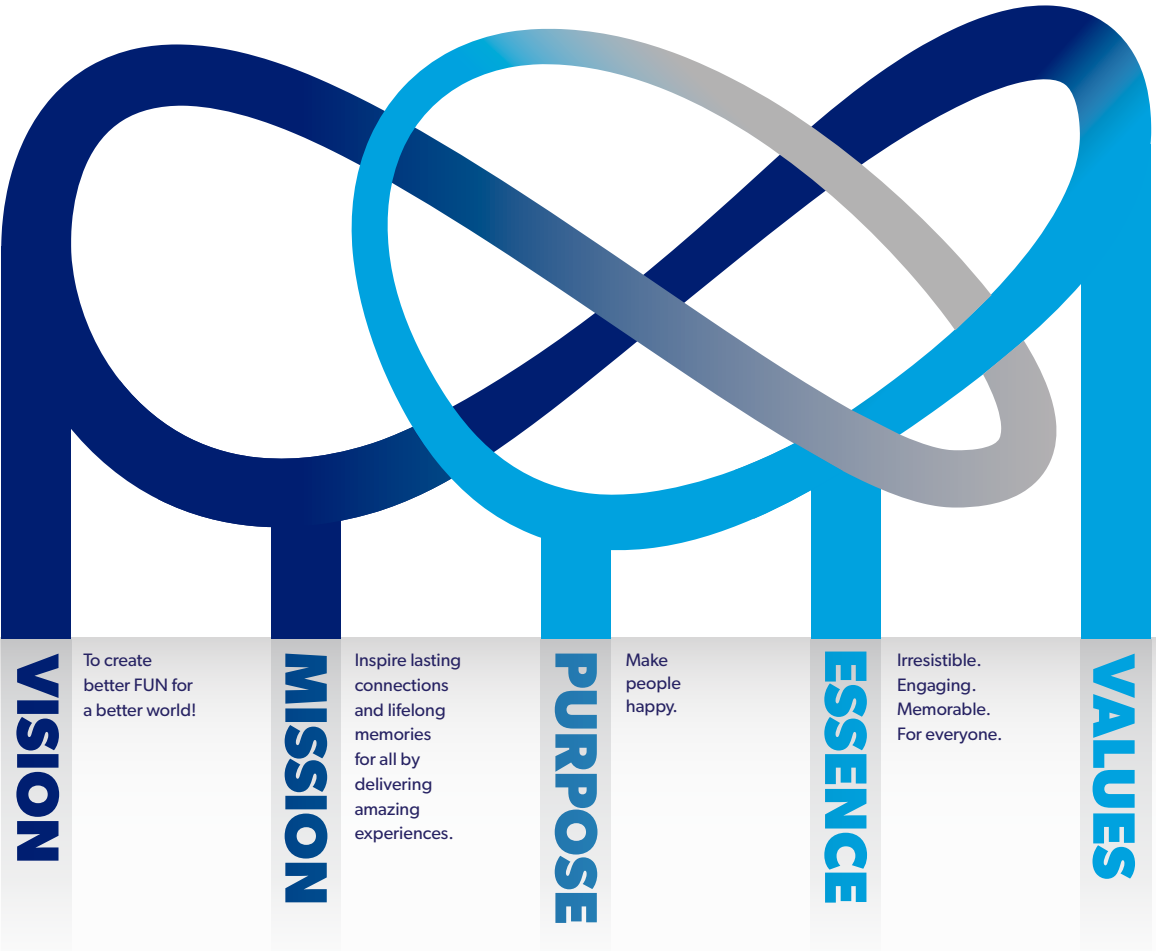 VISION
To create
better FUN for
a better world!
MISSION
Inspire lasting
connections
and lifelong
memories
for all by
delivering
amazing
experiences.
PURPOSE
Make
people
happy.
ESSENCE
Irresistible.
Engaging.
Memorable.
For everyone.
VALUES